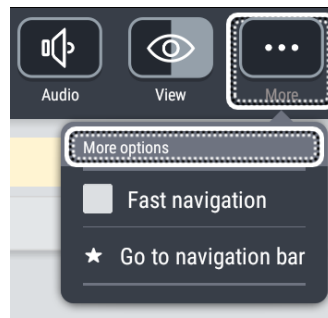 Audio
View
More
More options
Fast navigation
Go to navigation bar